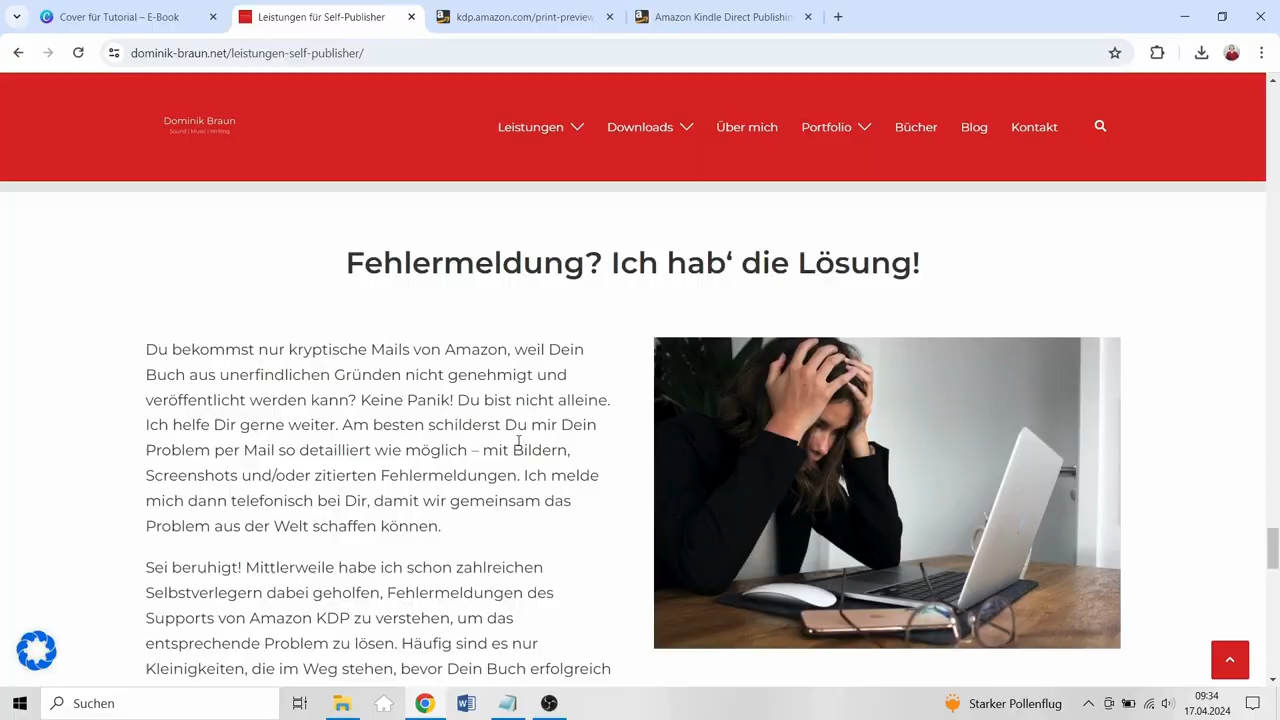 Cover für Tutorial – E-Book
Leistungen für Self-Publisher
kdp.amazon.com/print-preview
Amazon Kindle Direct Publishin
dominik-braun.net/leistungen-self-publisher/
Dominik Braun
Sound | Music | Writing
Leistungen
Downloads
Über mich
Portfolio
Bücher
Blog
Kontakt
Fehlermeldung? Ich hab‘ die Lösung!
Du bekommst nur kryptische Mails von Amazon, weil Dein
Buch aus unerfindlichen Gründen nicht genehmigt und
veröffentlicht werden kann? Keine Panik! Du bist nicht alleine.
Ich helfe Dir gerne weiter. Am besten schilderst Du mir Dein
Problem per Mail so detailliert wie möglich – mit Bildern,
Screenshots und/oder zitierten Fehlermeldungen. Ich melde
mich dann telefonisch bei Dir, damit wir gemeinsam das
Problem aus der Welt schaffen können.
Sei beruhigt! Mittlerweile habe ich schon zahlreichen
Selbstverlegern dabei geholfen, Fehlermeldungen des
Supports von Amazon KDP zu verstehen, um das
entsprechende Problem zu lösen. Häufig sind es nur
Kleinigkeiten, die im Weg stehen, bevor Dein Buch erfolgreich
Suchen
Starker Pollenflug
09:34
17.04.2024